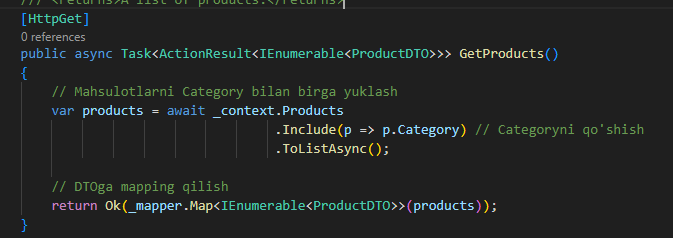 /// <returns>A list of products.</returns>
[HttpGet]
0 references
public async Task<ActionResult<IEnumerable<ProductDTO>>> GetProducts()
{
// Mahsulotlarni Category bilan birga yuklash
var products = await _context.Products
.Include(p => p.Category) // Categoryni qo'shish
.ToListAsync();
// DTOga mapping qilish
return Ok(_mapper.Map<IEnumerable<ProductDTO>>(products));
}